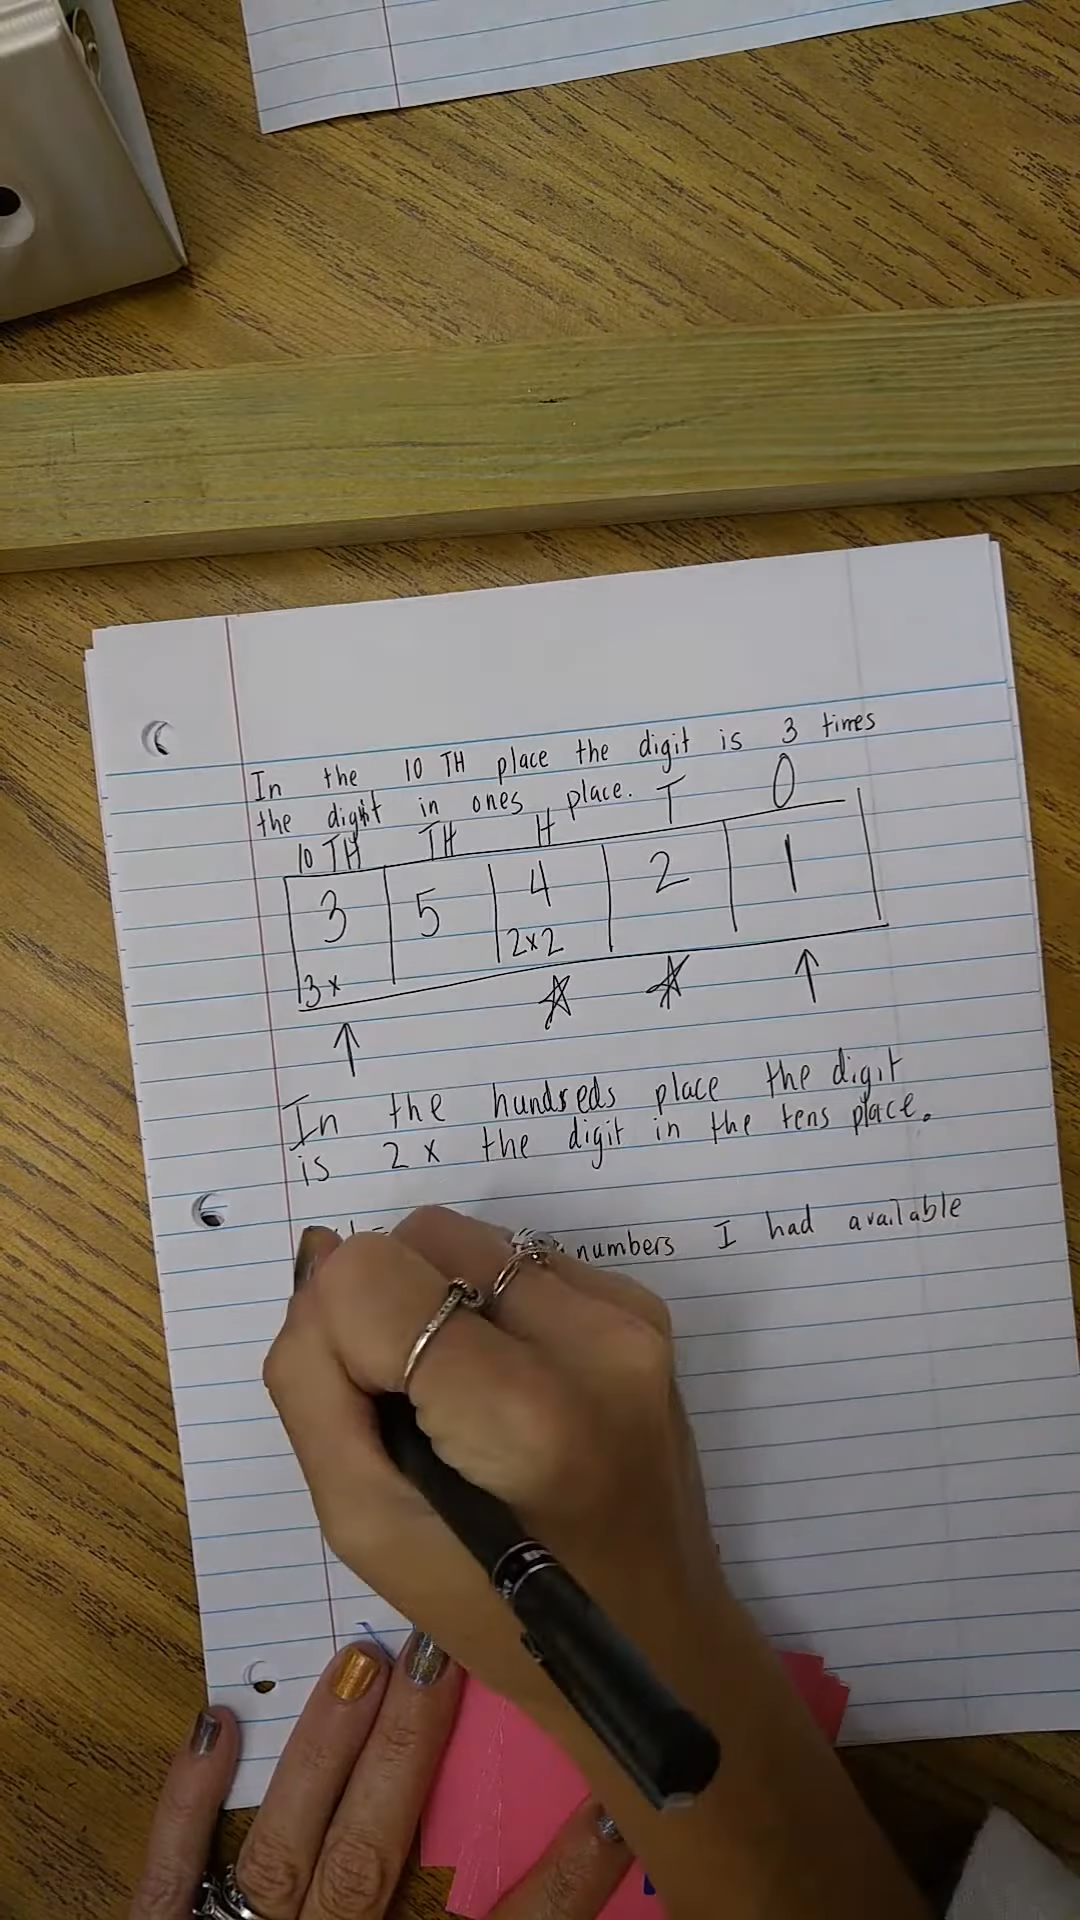 In the 10 TH place the digit is 3 times
the digit in ones place.
10 TH TH H T O
3 5 4 2 1
3x 2x2
In the hundreds place the digit
is 2 x the digit in the tens place.
numbers I had available